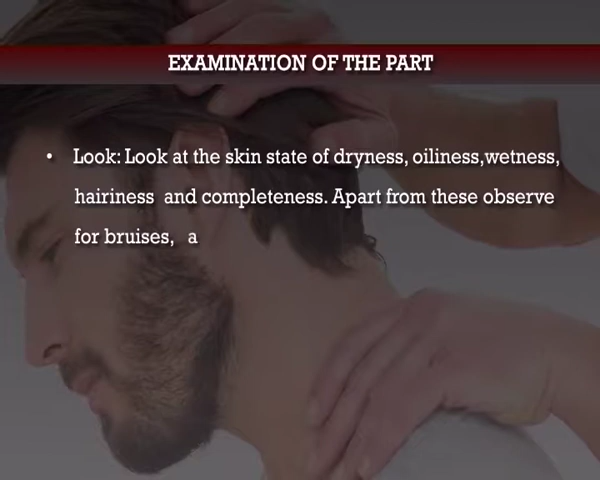 EXAMINATION OF THE PART
• Look: Look at the skin state of dryness, oiliness,wetness,
hairiness and completeness. Apart from these observe
for bruises, a